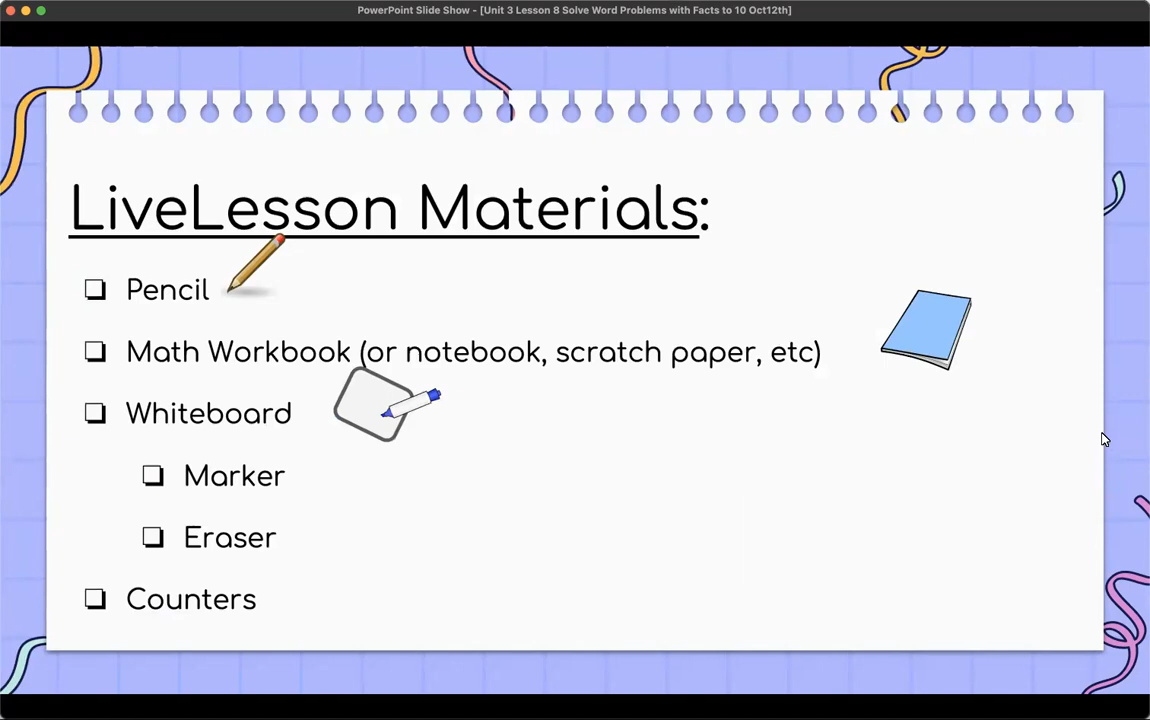 PowerPoint Slide Show - [Unit 3 Lesson 8 Solve Word Problems with Facts to 10 Oct12th]
LiveLesson Materials:
❏ Pencil
❏ Math Workbook (or notebook, scratch paper, etc)
❏ Whiteboard
❏ Marker
❏ Eraser
❏ Counters